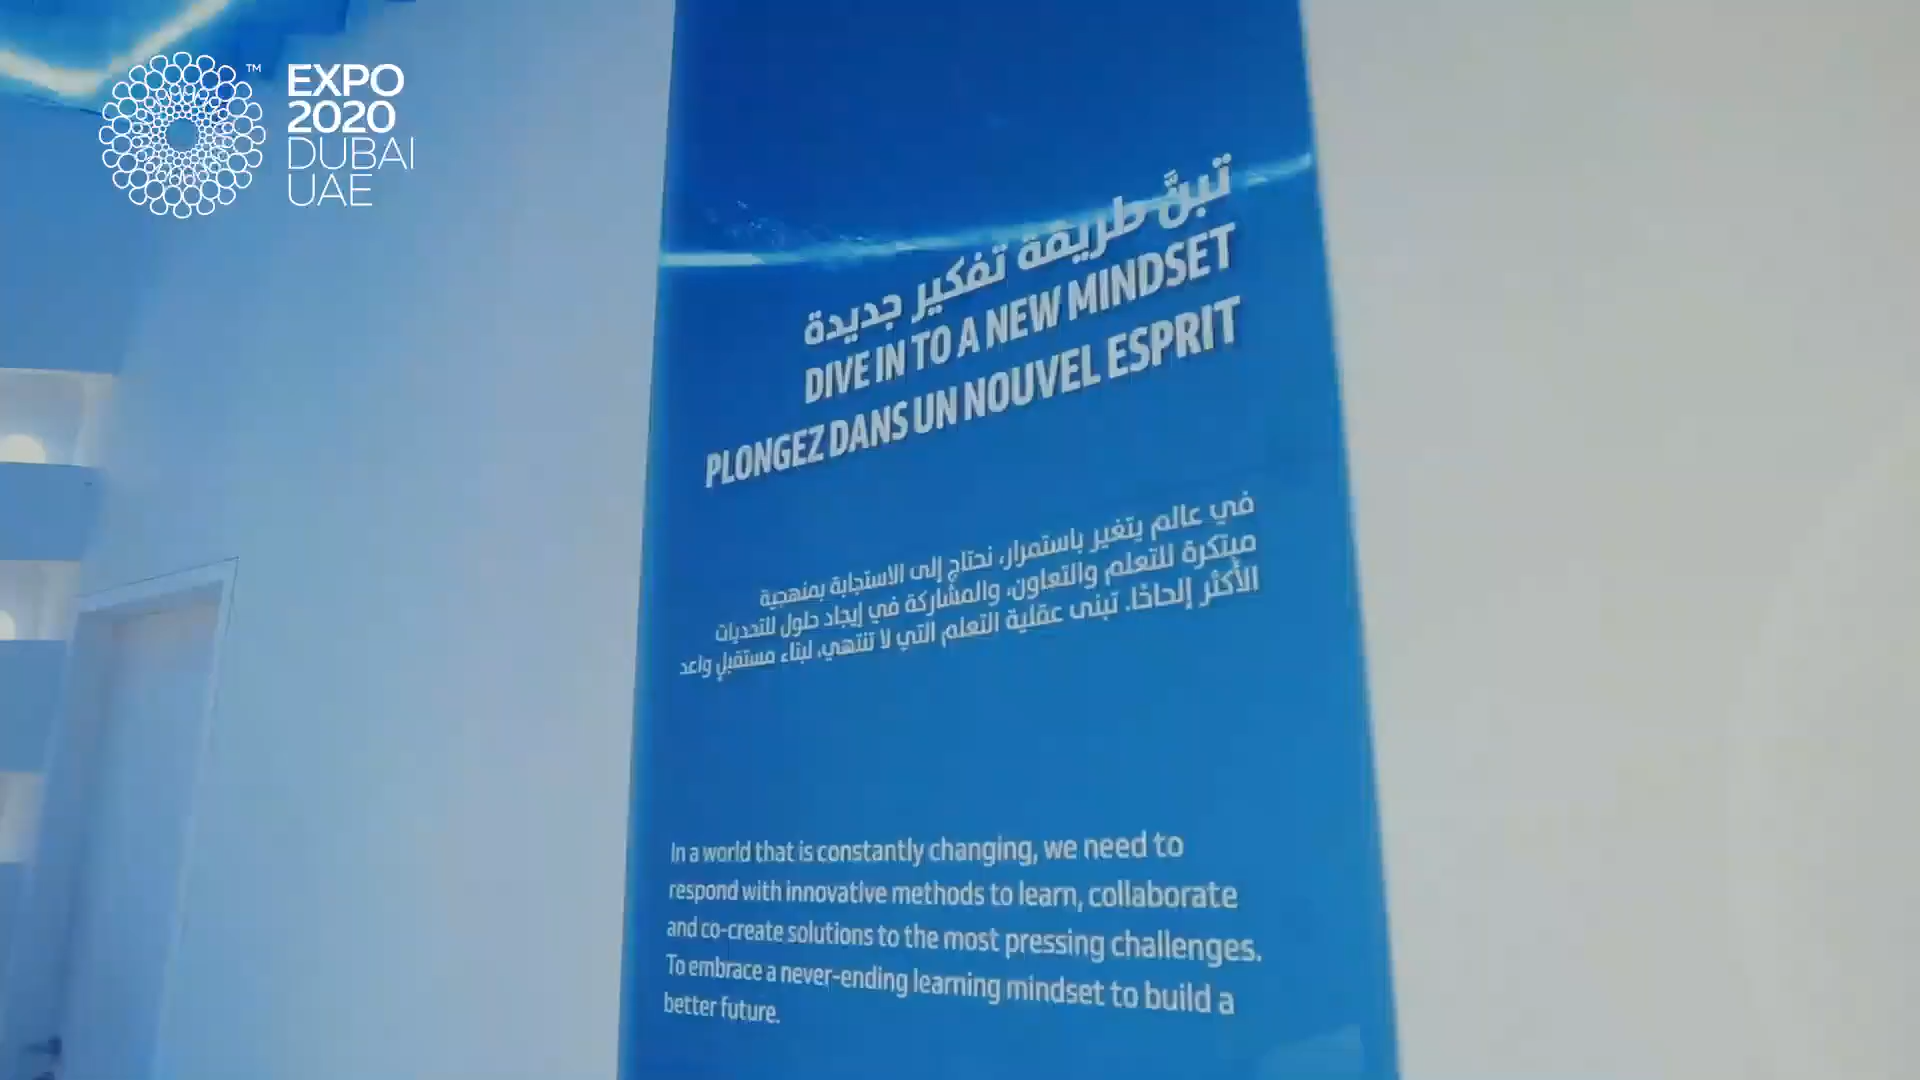 EXPO
2020
DUBAI
UAE
™
تبنَّ طريقة تفكير جديدة
DIVE IN TO A NEW MINDSET
PLONGEZ DANS UN NOUVEL ESPRIT
في عالم يتغير باستمرار، نحتاج إلى الاستجابة بمنهجية
مبتكرة للتعلم والتعاون، والمشاركة في إيجاد حلول للتحديات
الأكثر إلحاحًا. تبنى عقلية التعلم التي لا تنتهي، لبناء مستقبلٍ واعد
In a world that is constantly changing, we need to
respond with innovative methods to learn, collaborate
and co-create solutions to the most pressing challenges.
To embrace a never-ending learning mindset to build a
better future.